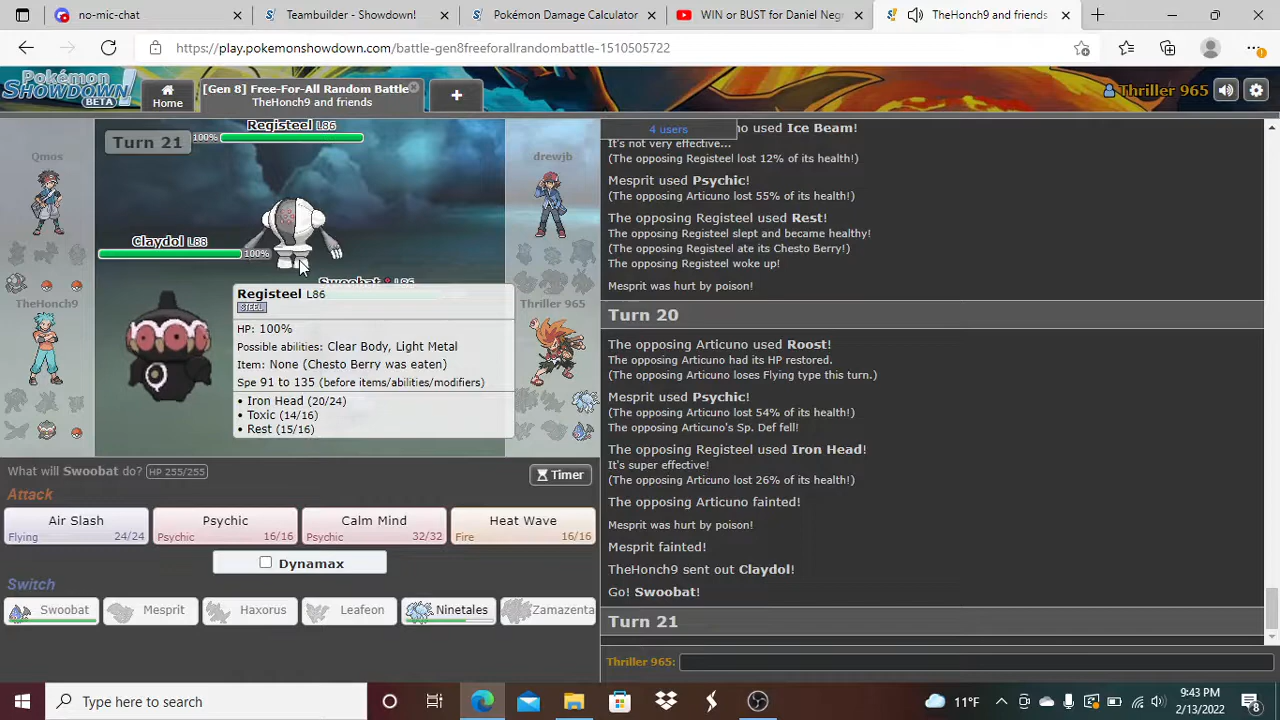 no-mic-chat
Teambuilder - Showdown!
Pokémon Damage Calculator
WIN or BUST for Daniel Neg
TheHonch9 and friends
https://play.pokemonshowdown.com/battle-gen8freeforallrandombattle-1510505722
Pokémon
SHOWDOWN
BETA
Home
[Gen 8] Free-For-All Random Battle
TheHonch9 and friends
Thriller 965
Turn 21
Registeel L86
100%
Qmos
drewjb
Claydol L88
100%
Swoobat L86
TheHonch9
Thriller 965
Registeel L86
STEEL
HP: 100%
Possible abilities: Clear Body, Light Metal
Item: None (Chesto Berry was eaten)
Spe 91 to 135 (before items/abilities/modifiers)
• Iron Head (20/24)
• Toxic (14/16)
• Rest (15/16)
What will Swoobat do? HP 255/255
Timer
Attack
Air Slash
Flying 24/24
Psychic
Psychic 16/16
Calm Mind
Psychic 32/32
Heat Wave
Fire 16/16
Dynamax
Switch
Swoobat
Mesprit
Haxorus
Leafeon
Ninetales
Zamazenta
4 users
used Ice Beam!
It's not very effective...
(The opposing Registeel lost 12% of its health!)
Mesprit used Psychic!
(The opposing Articuno lost 55% of its health!)
The opposing Registeel used Rest!
The opposing Registeel slept and became healthy!
(The opposing Registeel ate its Chesto Berry!)
The opposing Registeel woke up!
Mesprit was hurt by poison!
Turn 20
The opposing Articuno used Roost!
The opposing Articuno had its HP restored.
(The opposing Articuno loses Flying type this turn.)
Mesprit used Psychic!
(The opposing Articuno lost 54% of its health!)
The opposing Articuno's Sp. Def fell!
The opposing Registeel used Iron Head!
It's super effective!
(The opposing Articuno lost 26% of its health!)
The opposing Articuno fainted!
Mesprit was hurt by poison!
Mesprit fainted!
TheHonch9 sent out Claydol!
Go! Swoobat!
Turn 21
Thriller 965:
Type here to search
11°F
9:43 PM
2/13/2022
8